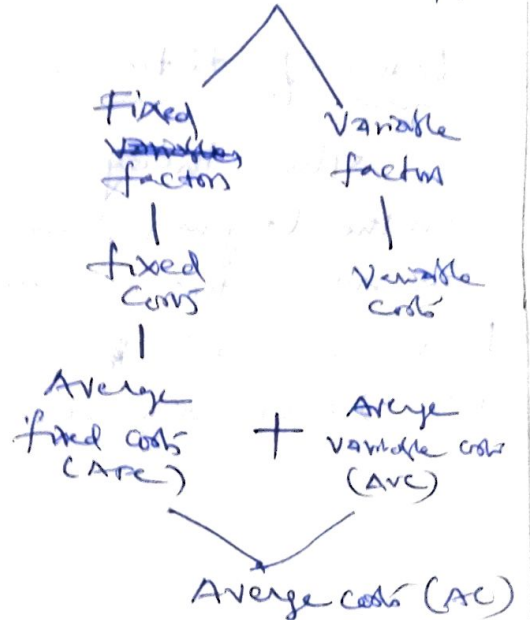 Fixed
factors
Variable
factors
fixed
Costs
Variable
costs
Average
fixed costs
(AFC)
+
Average
variable costs
(AVC)
Average costs (AC)